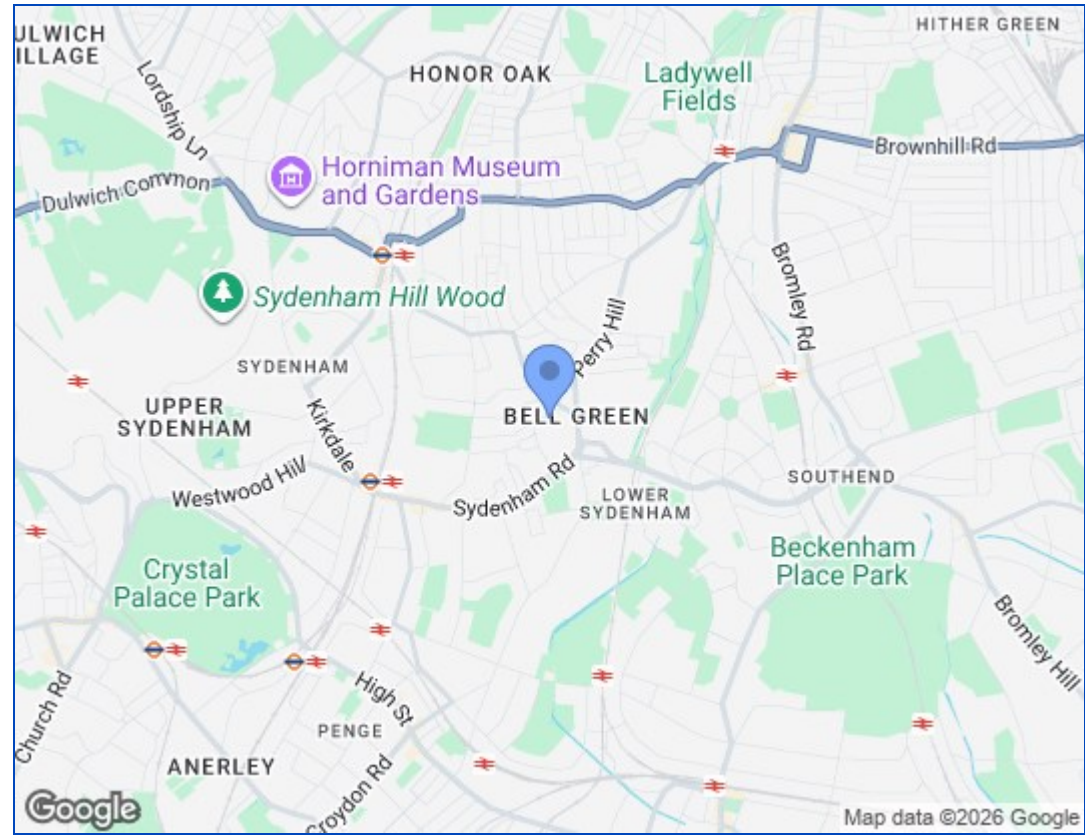 ULWICH
ILLAGE
HITHER GREEN
HONOR OAK
Ladywell
Fields
Lordship Ln
Brownhill Rd
Horniman Museum
and Gardens
Dulwich Common
Sydenham Hill Wood
Bromley Rd
Perry Hill
SYDENHAM
UPPER
SYDENHAM
BELL GREEN
Kirkdale
Westwood Hill
Sydenham Rd
SOUTHEND
LOWER
SYDENHAM
Crystal
Palace Park
Beckenham
Place Park
Bromley Hill
Church Rd
High St
PENGE
ANERLEY
Croydon Rd
Google
Map data ©2026 Google